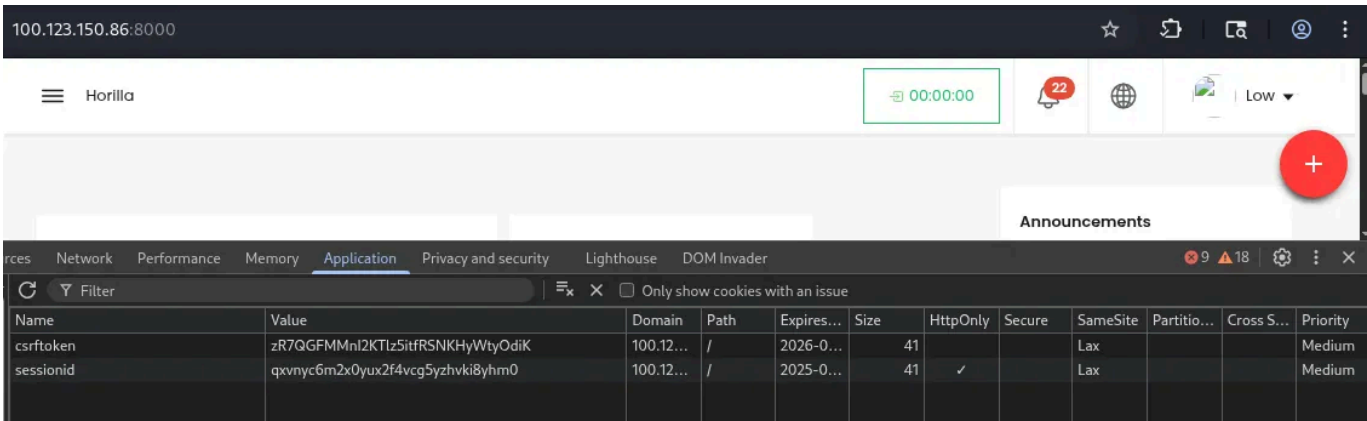 100.123.150.86:8000
Horilla
00:00:00
22
Low
+
Announcements
rces Network Performance Memory Application Privacy and security Lighthouse DOM Invader 9 18
Filter Only show cookies with an issue
Name Value Domain Path Expires... Size HttpOnly Secure SameSite Partitio... Cross S... Priority
csrftoken zR7QGFMMnI2KTlz5itfRSNKHyWtyOdiK 100.12... / 2026-0... 41 Lax Medium
sessionid qxvnyc6m2x0yux2f4vcg5yzhvki8yhm0 100.12... / 2025-0... 41 ✓ Lax Medium